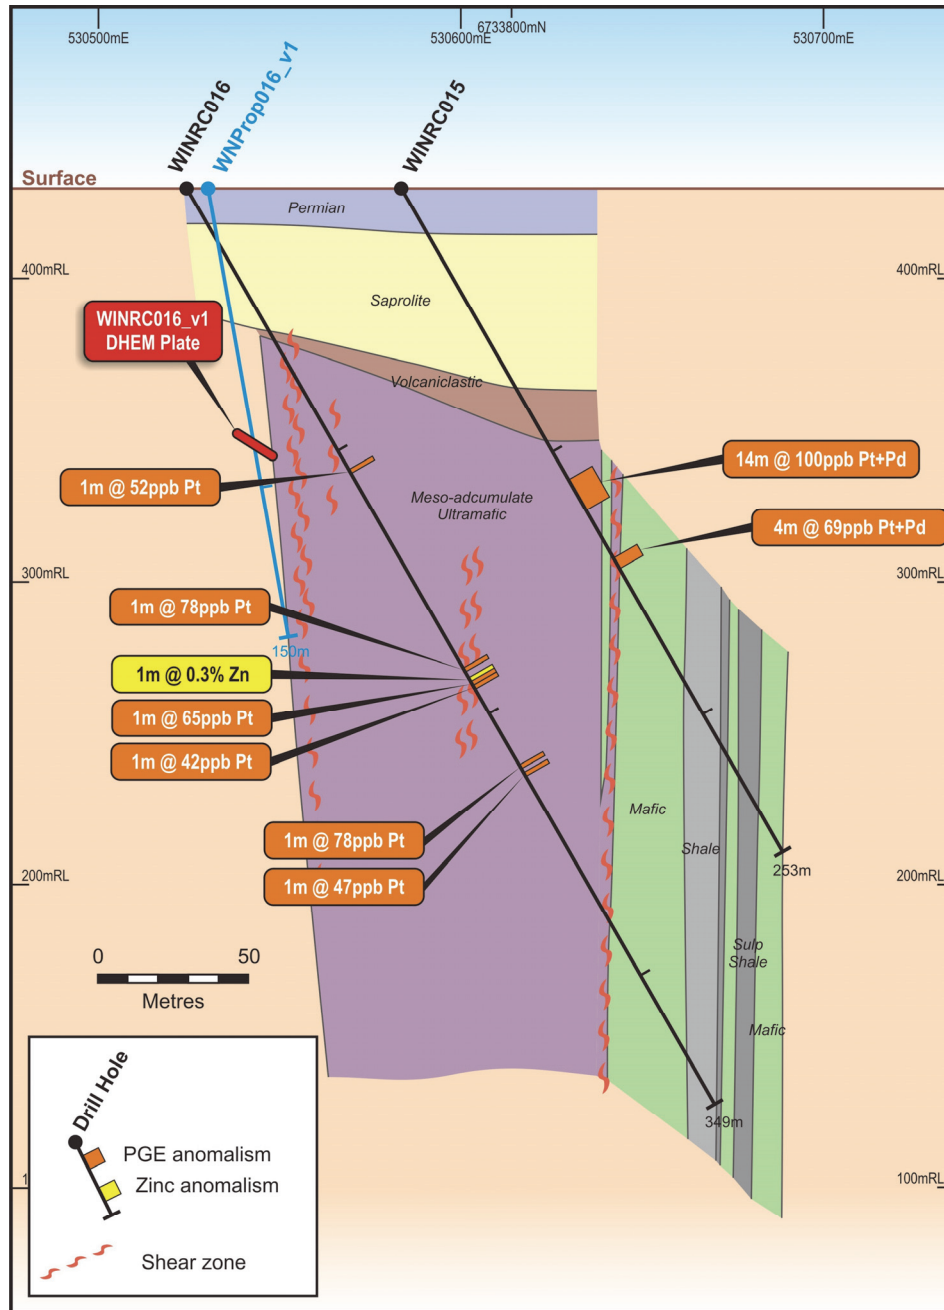 530500mE
530600mE
6733800mN
530700mE
WINRC016
WNProp016_v1
WINRC015
Surface
Permian
400mRL
400mRL
Saprolite
WINRC016_v1
DHEM Plate
Volcaniclastic
14m @ 100ppb Pt+Pd
1m @ 52ppb Pt
Meso-adcumulate
Ultramafic
4m @ 69ppb Pt+Pd
300mRL
300mRL
1m @ 78ppb Pt
150m
1m @ 0.3% Zn
1m @ 65ppb Pt
1m @ 42ppb Pt
Mafic
1m @ 78ppb Pt
Shale
253m
1m @ 47ppb Pt
200mRL
200mRL
Sulp
Shale
0
50
Metres
Mafic
349m
Drill Hole
PGE anomalism
Zinc anomalism
1
100mRL
Shear zone